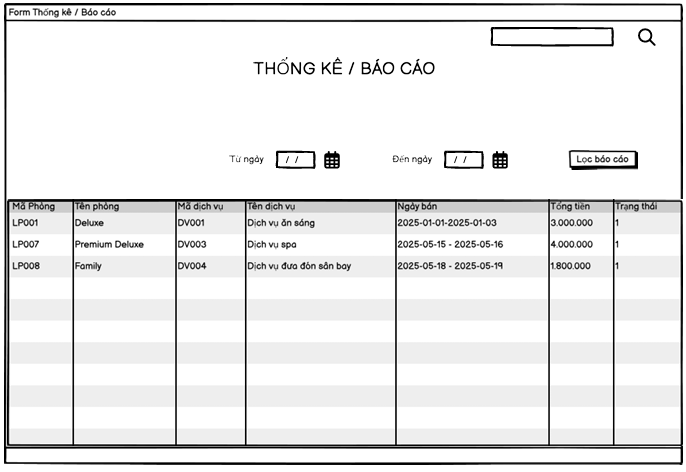 Form Thống kê / Báo cáo
THỐNG KÊ / BÁO CÁO
Từ ngày / / Đến ngày / / Lọc báo cáo
Mã Phòng Tên phòng Mã dịch vụ Tên dịch vụ Ngày bán Tổng tiền Trạng thái
LP001 Deluxe DV001 Dịch vụ ăn sáng 2025-01-01-2025-01-03 3.000.000 1
LP007 Premium Deluxe DV003 Dịch vụ spa 2025-05-15 - 2025-05-16 4.000.000 1
LP008 Family DV004 Dịch vụ đưa đón sân bay 2025-05-18 - 2025-05-19 1.800.000 1